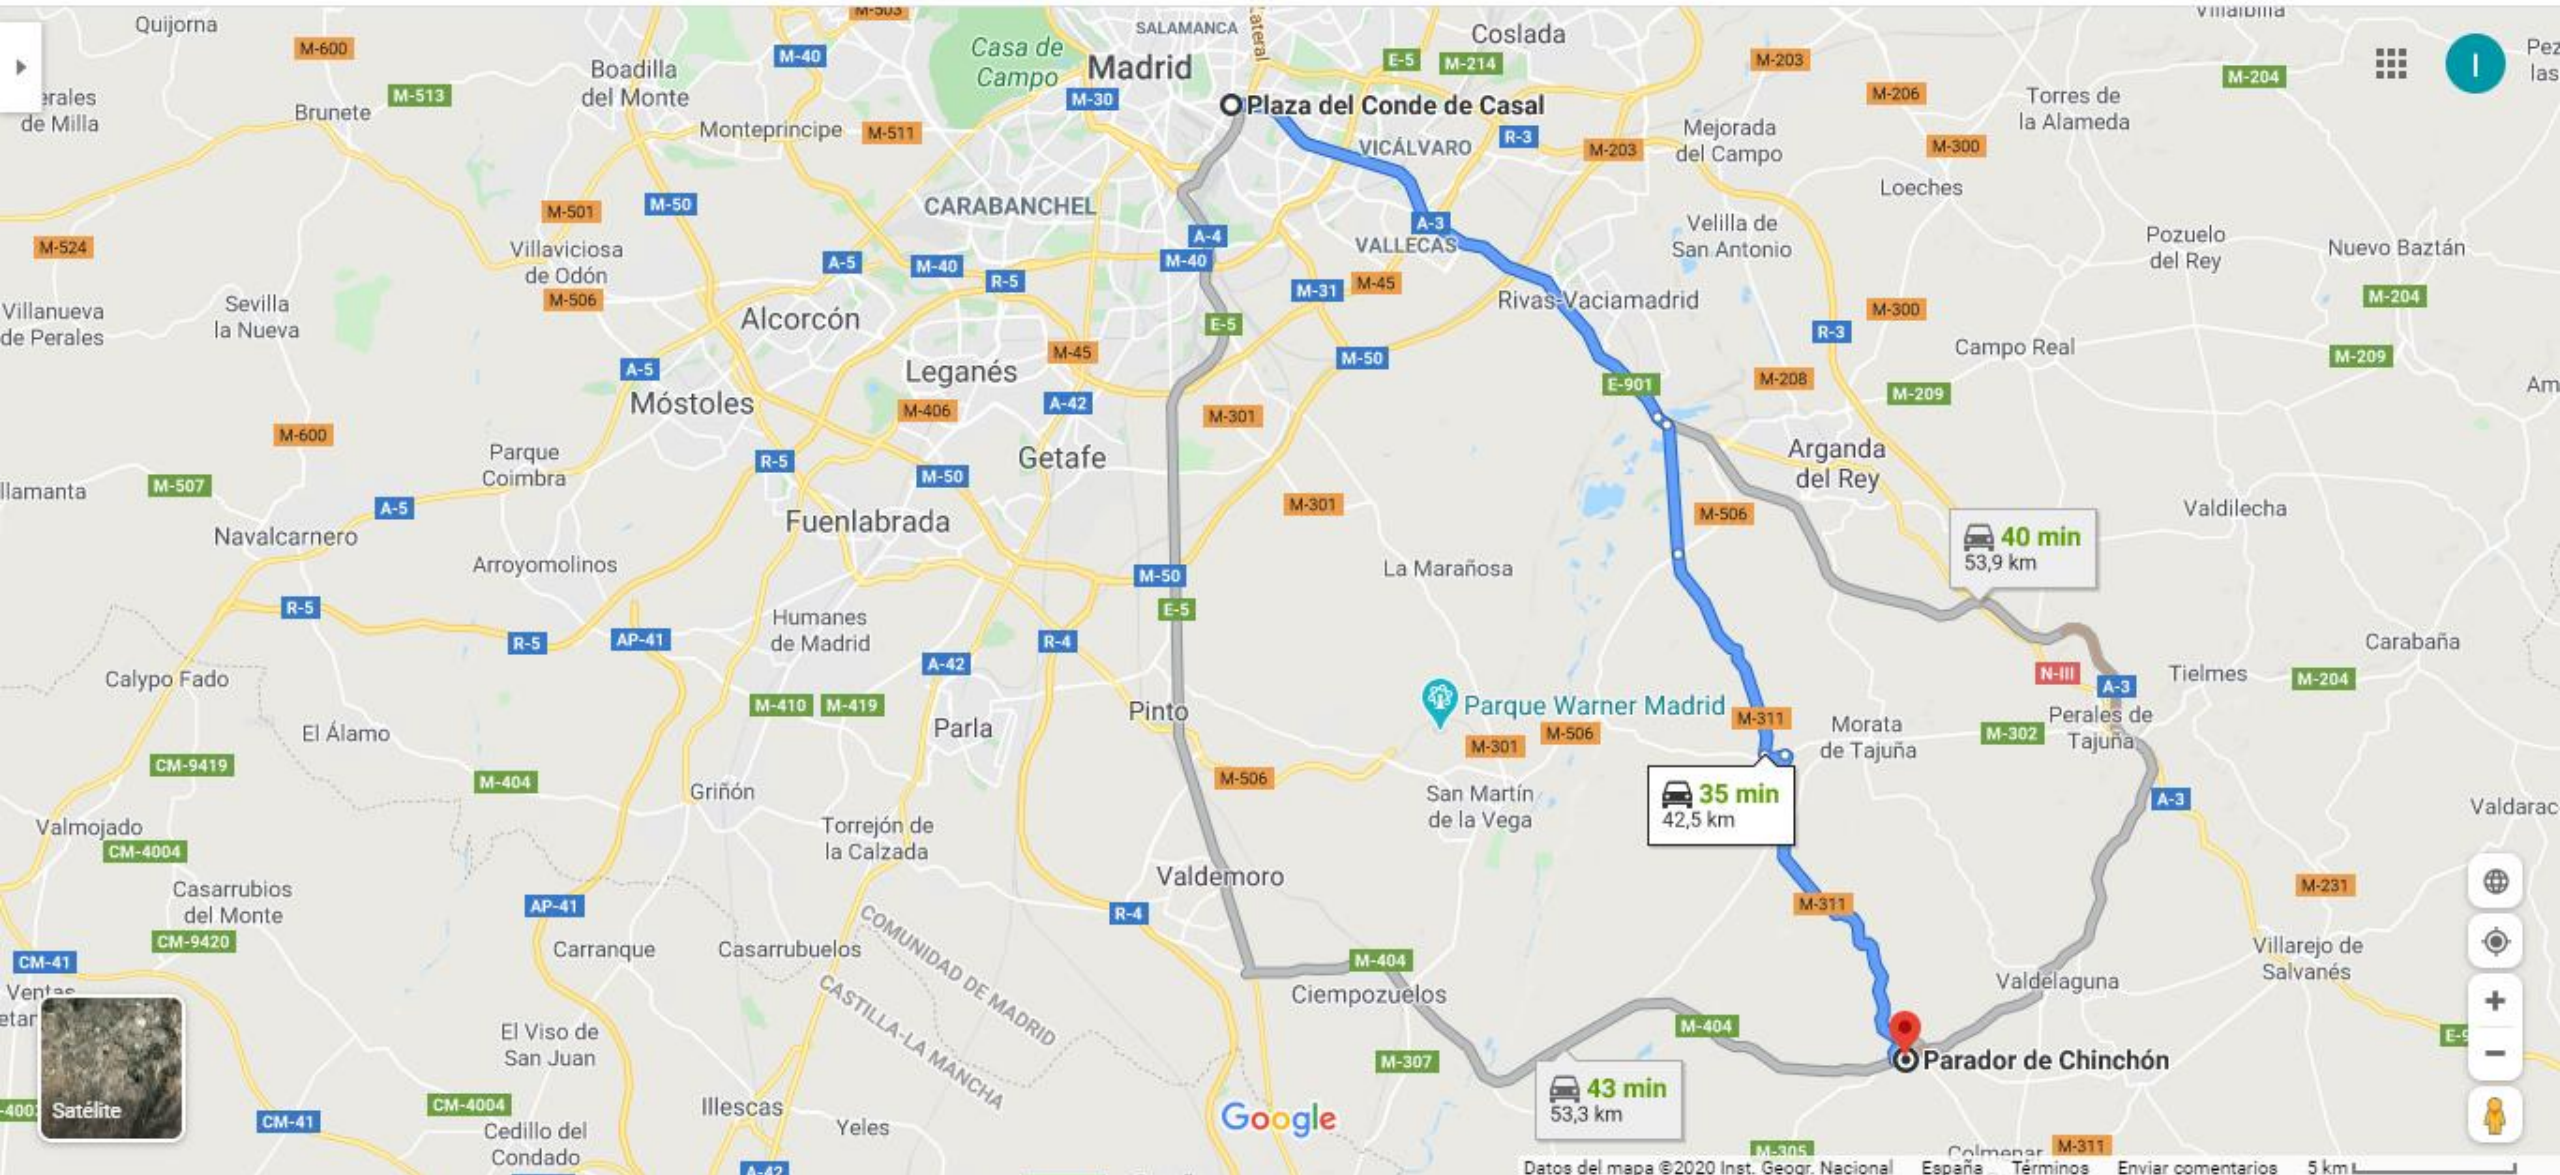 Quijorna
M-600
M-40
M-503
Casa de
Campo
SALAMANCA
Lateral
Coslada
E-5
M-214
M-203
M-204
Madrid
Boadilla
del Monte
M-513
Brunete
de Milla
M-30
Plaza del Conde de Casal
M-206
Torres de
la Alameda
Monteprincipe
M-511
VICÁLVARO
R-3
M-203
Mejorada
del Campo
M-300
Loeches
M-501
M-50
CARABANCHEL
A-4
A-3
VALLECAS
Velilla de
San Antonio
Pozuelo
del Rey
Nuevo Baztán
M-524
Villaviciosa
de Odón
M-506
A-5
M-40
R-5
M-40
M-31
M-45
Rivas-Vaciamadrid
M-300
M-204
Villanueva
de Perales
Sevilla
la Nueva
Alcorcón
E-5
R-3
Campo Real
M-209
A-5
Leganés
M-45
M-50
E-901
M-208
M-209
Móstoles
M-406
A-42
M-301
M-600
Parque
Coimbra
R-5
M-50
Getafe
Arganda
del Rey
M-507
A-5
M-301
M-506
Valdilecha
Navalcarnero
Fuenlabrada
40 min
53,9 km
Arroyomolinos
M-50
La Marañosa
R-5
E-5
Humanes
de Madrid
R-5
AP-41
R-4
A-42
Carabaña
Calypo Fado
N-III
A-3
Tielmes
M-204
M-410
M-419
Parla
Pinto
Parque Warner Madrid
M-311
Morata
de Tajuña
M-302
Perales de
Tajuña
El Álamo
M-301
M-506
CM-9419
M-404
Griñón
M-506
35 min
42,5 km
San Martín
de la Vega
A-3
Valmojado
CM-4004
Torrejón de
la Calzada
Casarrubios
del Monte
Valdemoro
M-231
AP-41
R-4
M-311
CM-9420
Carranque
Casarrubuelos
COMUNIDAD DE MADRID
CASTILLA-LA MANCHA
CM-41
M-404
Ciempozuelos
Valdelaguna
Villarejo de
Salvanés
Ventas
El Viso de
San Juan
M-404
M-307
Parador de Chinchón
43 min
53,3 km
Satélite
CM-4004
CM-41
Cedillo del
Condado
Illescas
Yeles
A-42
Google
M-305
Colmenar
M-311
I
Datos del mapa ©2020 Inst. Geogr. Nacional España Términos Enviar comentarios 5 km